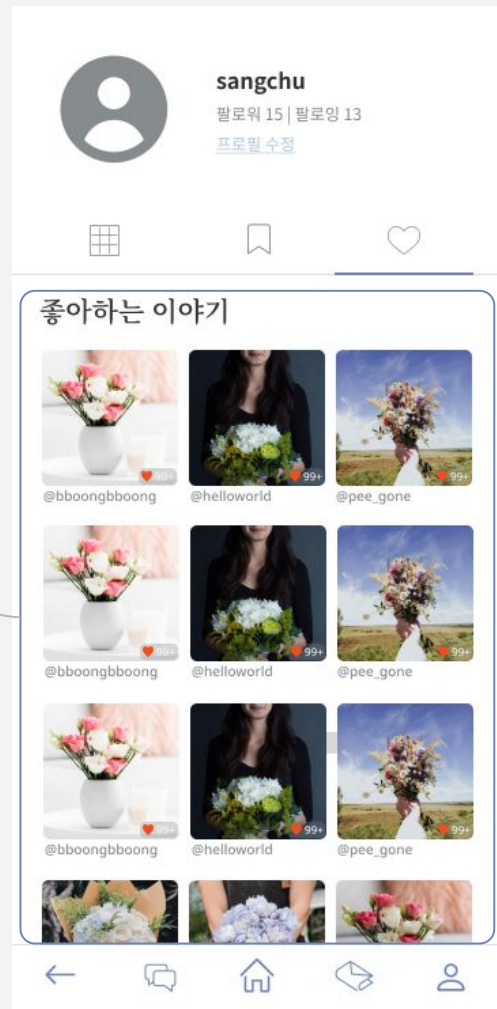 sangchu
팔로워 15 | 팔로잉 13
프로필 수정
좋아하는 이야기
99+ 99+ 99+
@bboongbboong @helloworld @pee_gone
99+ 99+ 99+
@bboongbboong @helloworld @pee_gone
99+ 99+ 99+
@bboongbboong @helloworld @pee_gone